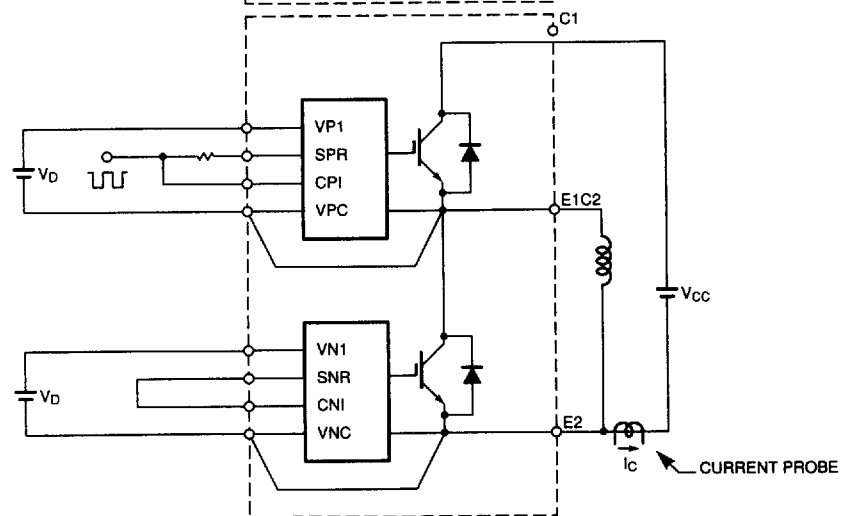 C1
VP1
SPR
CPI
VPC
VD
E1C2
VCC
VN1
SNR
CNI
VNC
VD
E2
IC
CURRENT PROBE